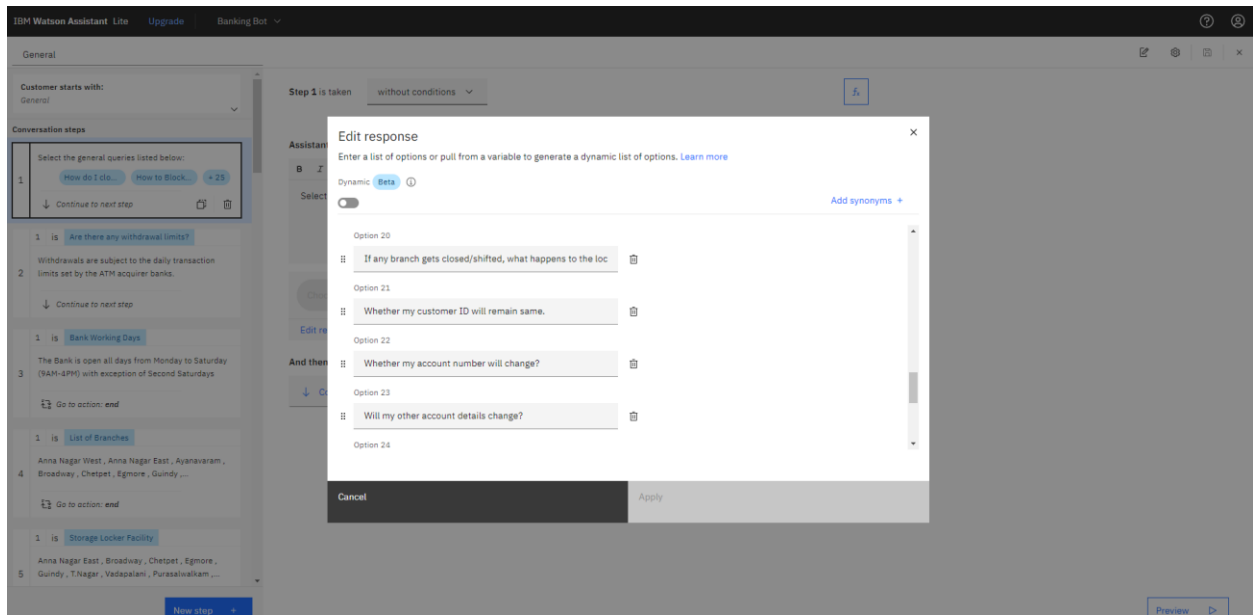 IBM Watson Assistant Lite Upgrade Banking Bot
General
Customer starts with:
General
Conversation steps
1
Select the general queries listed below:
How do I clo... How to Block... + 25
Continue to next step
2
1 is Are there any withdrawal limits?
Withdrawals are subject to the daily transaction
limits set by the ATM acquirer banks.
Continue to next step
3
1 is Bank Working Days
The Bank is open all days from Monday to Saturday
(9AM-4PM) with exception of Second Saturdays
Go to action: end
4
1 is List of Branches
Anna Nagar West , Anna Nagar East , Ayanavaram ,
Broadway , Chetpet , Egmore , Guindy ,...
Go to action: end
5
1 is Storage Locker Facility
Anna Nagar East , Broadway , Chetpet , Egmore ,
Guindy , T.Nagar , Vadapalani , Purasalwalkam ,...
New step +
Step 1 is taken without conditions
fx
Assistan
B I
Select
Edit re
And then
Co
Edit response
Enter a list of options or pull from a variable to generate a dynamic list of options. Learn more
Dynamic Beta
Add synonyms +
Option 20
If any branch gets closed/shifted, what happens to the loc
Option 21
Whether my customer ID will remain same.
Option 22
Whether my account number will change?
Option 23
Will my other account details change?
Option 24
Cancel
Apply
Preview